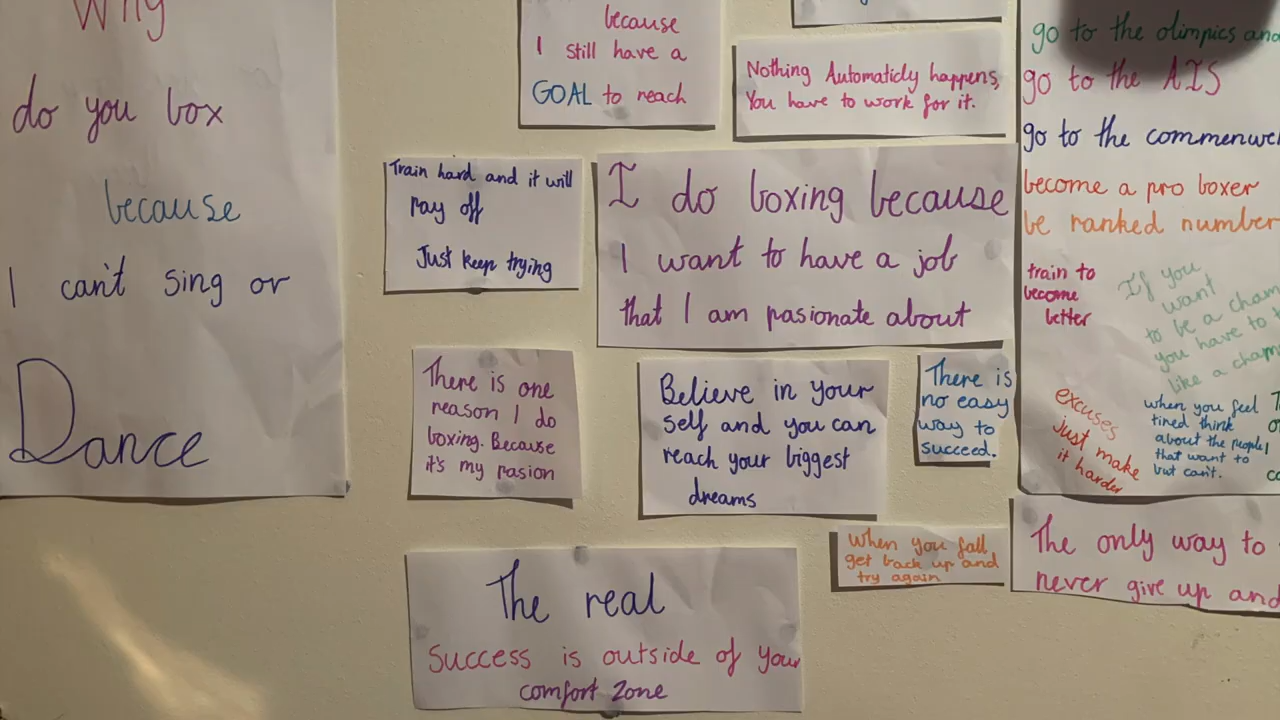 Why
do you box
because
I can't sing or
Dance
because
I still have a
GOAL to reach
Nothing Automaticly happens,
You have to work for it.
Train hard and it will
pay off
Just keep trying
I do boxing because
I want to have a job
that I am pasionate about
There is one
reason I do
boxing. Because
it's my pasion
Believe in your
self and you can
reach your biggest
dreams
There is
no easy
way to
succeed.
When you fall
get back up and
try again
The real
Success is outside of your
comfort zone
go to the olimpics and
go to the AIS
go to the commenwe
become a pro boxer
be ranked number
train to
become
better
If you
want
to be a cham
you have to t
like a champ
excuses
just make
it harder
when you feel
tired think
about the people
that want to
but can't.
The only way to
never give up and